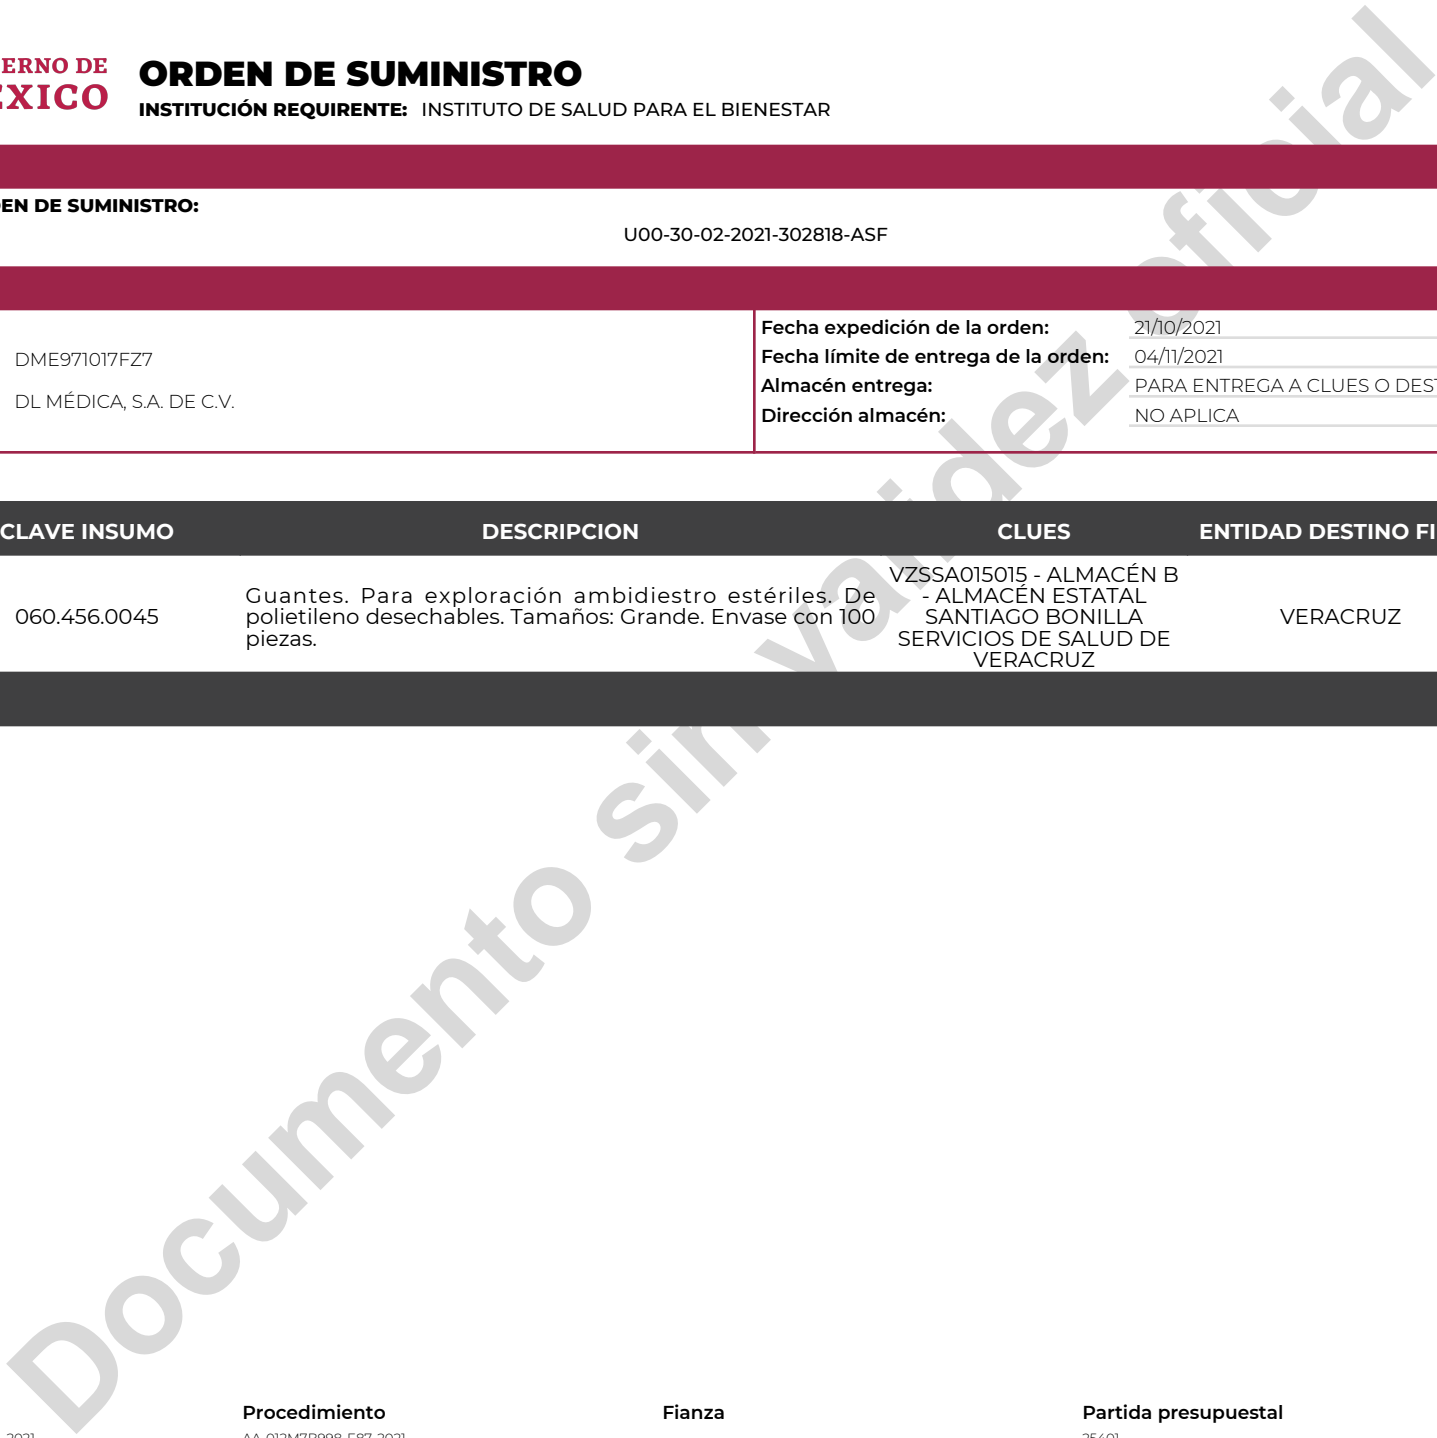 ERNO DE
EXICO
ORDEN DE SUMINISTRO
INSTITUCIÓN REQUIRENTE: INSTITUTO DE SALUD PARA EL BIENESTAR
EN DE SUMINISTRO:
U00-30-02-2021-302818-ASF
DME971017FZ7
DL MÉDICA, S.A. DE C.V.
Fecha expedición de la orden: 21/10/2021
Fecha límite de entrega de la orden: 04/11/2021
Almacén entrega: PARA ENTREGA A CLUES O DEST
Dirección almacén: NO APLICA
CLAVE INSUMO DESCRIPCION CLUES ENTIDAD DESTINO FI
060.456.0045
Guantes. Para exploración ambidiestro estériles. De
polietileno desechables. Tamaños: Grande. Envase con 100
piezas.
VZSSA015015 - ALMACÉN B
- ALMACÉN ESTATAL
SANTIAGO BONILLA
SERVICIOS DE SALUD DE
VERACRUZ
VERACRUZ
Documento sin validez oficial
Procedimiento Fianza Partida presupuestal